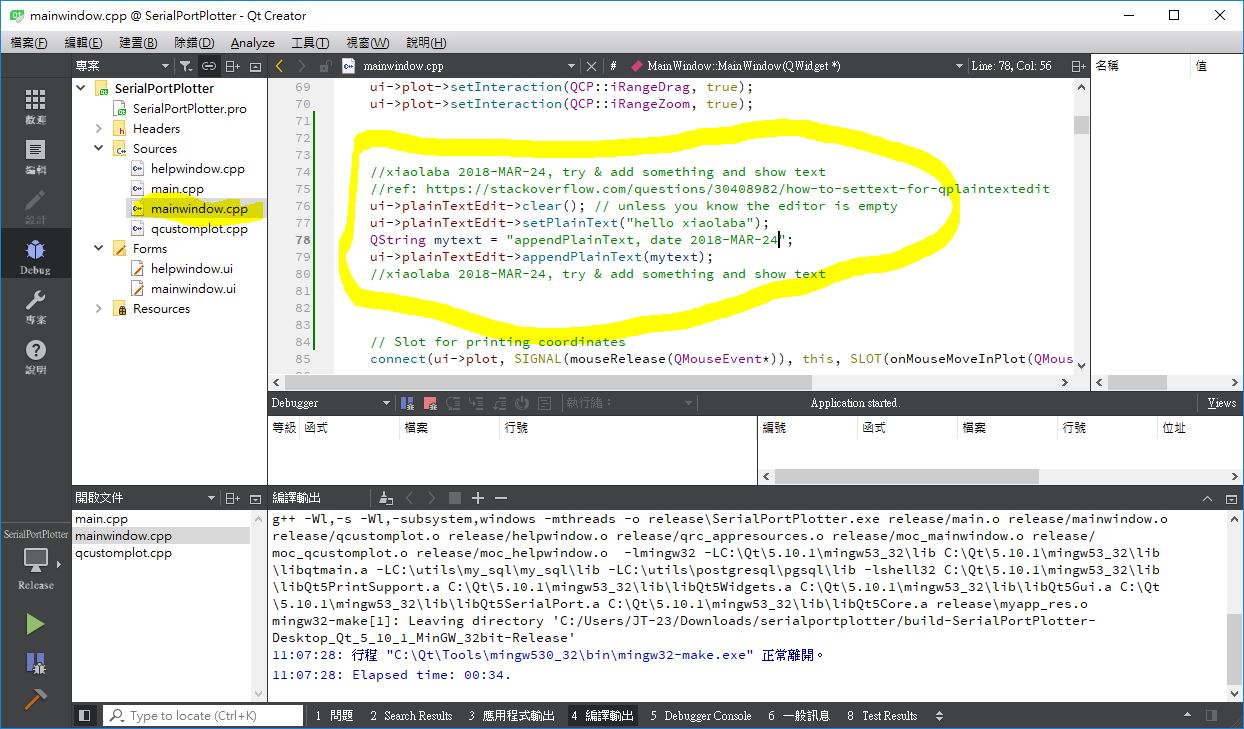 mainwindow.cpp @ SerialPortPlotter - Qt Creator
檔案(F) 編輯(E) 建置(B) 除錯(D) Analyze 工具(T) 視窗(W) 說明(H)
專案
mainwindow.cpp
# MainWindow::MainWindow(QWidget *)
Line: 78, Col: 56
名稱 值
歡迎
編輯
設計
Debug
專案
說明
SerialPortPlotter
SerialPortPlotter.pro
Headers
Sources
helpwindow.cpp
main.cpp
mainwindow.cpp
qcustomplot.cpp
Forms
helpwindow.ui
mainwindow.ui
Resources
69 ui->plot->setInteraction(QCP::iRangeDrag, true);
70 ui->plot->setInteraction(QCP::iRangeZoom, true);
71
72
73
74 //xiaolaba 2018-MAR-24, try & add something and show text
75 //ref: https://stackoverflow.com/questions/30408982/how-to-settext-for-qplaintextedit
76 ui->plainTextEdit->clear(); // unless you know the editor is empty
77 ui->plainTextEdit->setPlainText("hello xiaolaba");
78 QString mytext = "appendPlainText, date 2018-MAR-24";
79 ui->plainTextEdit->appendPlainText(mytext);
80 //xiaolaba 2018-MAR-24, try & add something and show text
81
82
83
84 // Slot for printing coordinates
85 connect(ui->plot, SIGNAL(mouseRelease(QMouseEvent*)), this, SLOT(onMouseMoveInPlot(QMous
Debugger
執行緒：
Application started.
Views
等級 函式 檔案 行號
編號 函式 檔案 行號 位址
開啟文件
main.cpp
mainwindow.cpp
qcustomplot.cpp
編譯輸出
g++ -Wl,-s -Wl,-subsystem,windows -mthreads -o release\SerialPortPlotter.exe release/main.o release/mainwindow.o
release/qcustomplot.o release/helpwindow.o release/qrc_appresources.o release/moc_mainwindow.o release/
moc_qcustomplot.o release/moc_helpwindow.o -lmingw32 -LC:\Qt\5.10.1\mingw53_32\lib C:\Qt\5.10.1\mingw53_32\lib
\libqtmain.a -LC:\utils\my_sql\my_sql\lib -LC:\utils\postgresql\pgsql\lib -lshell32 C:\Qt\5.10.1\mingw53_32\lib
\libQt5PrintSupport.a C:\Qt\5.10.1\mingw53_32\lib\libQt5Widgets.a C:\Qt\5.10.1\mingw53_32\lib\libQt5Gui.a C:\Qt
\5.10.1\mingw53_32\lib\libQt5SerialPort.a C:\Qt\5.10.1\mingw53_32\lib\libQt5Core.a release\myapp_res.o
mingw32-make[1]: Leaving directory 'C:/Users/JT-23/Downloads/serialportplotter/build-SerialPortPlotter-
Desktop_Qt_5_10_1_MinGW_32bit-Release'
11:07:28: 行程 "C:\Qt\Tools\mingw530_32\bin\mingw32-make.exe" 正常離開。
11:07:28: Elapsed time: 00:34.
SerialPortPlotter
Release
Type to locate (Ctrl+K)
1 問題 2 Search Results 3 應用程式輸出 4 編譯輸出 5 Debugger Console 6 一般訊息 8 Test Results